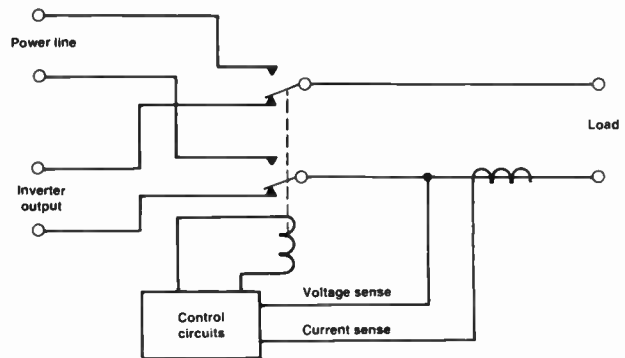 Power line
Load
Inverter
output
Voltage sense
Control
circuits
Current sense